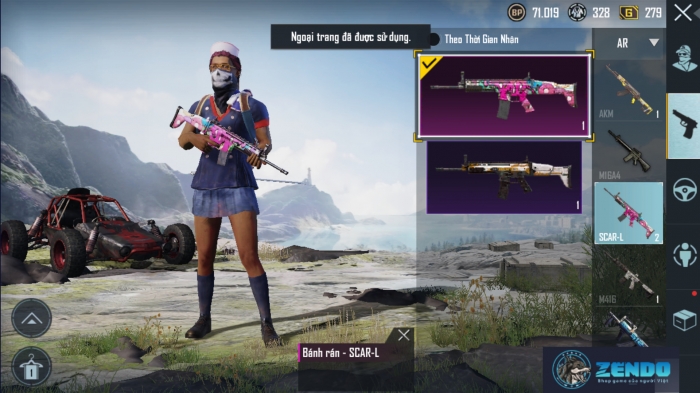 BP 71.019 328 G 279
Ngoại trang đã được sử dụng.
Theo Thời Gian Nhận
AR
1
1
AKM
1
M16A4
SCAR-L 2
M416 1
Bánh rán - SCAR-L
ZENDO
Shop game của người Việt